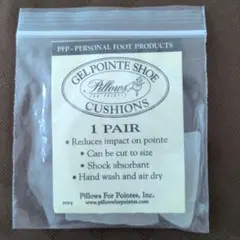 PFP - PERSONAL FOOT PRODUCTS
GEL POINTE SHOE
Pillows
FOR POINTES
CUSHIONS
1 PAIR
• Reduces impact on pointe
• Can be cut to size
• Shock absorbant
• Hand wash and air dry
Pillows For Pointes, Inc.
www.pillowsforpointes.com